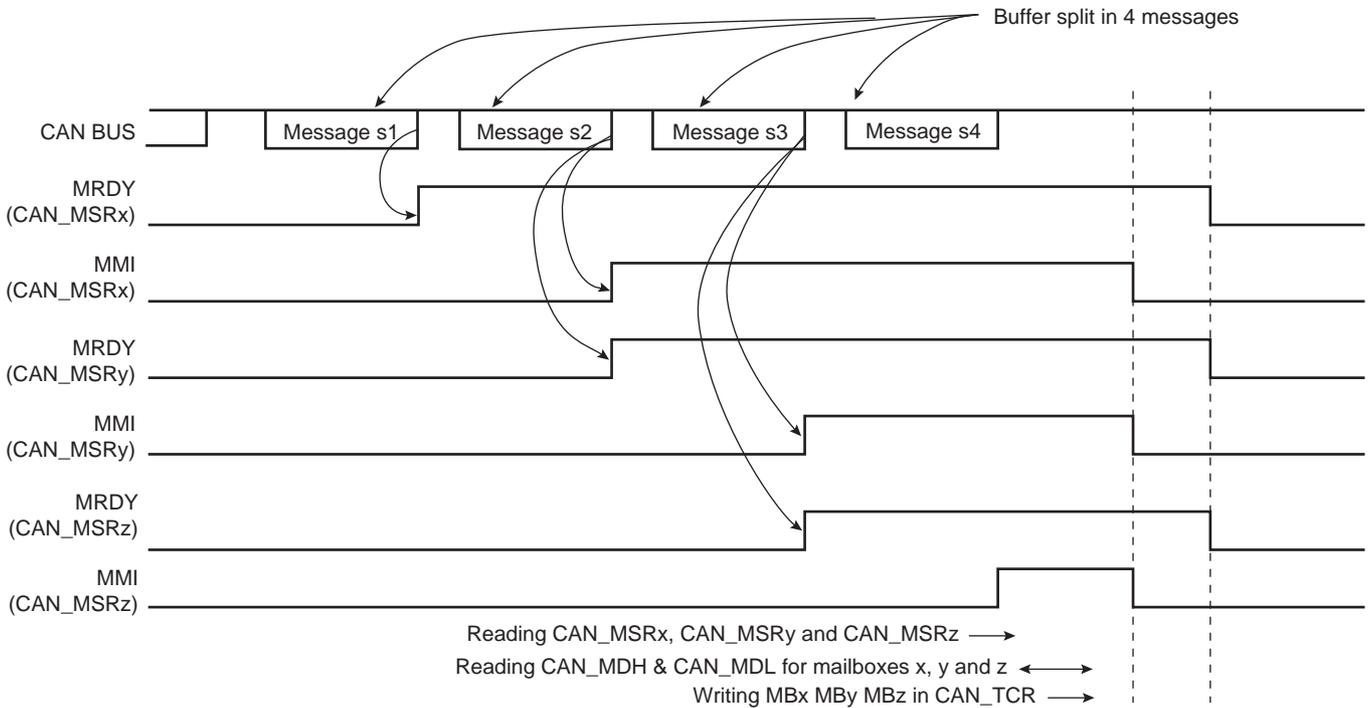 Buffer split in 4 messages
CAN BUS
Message s1
Message s2
Message s3
Message s4
MRDY
(CAN_MSRx)
MMI
(CAN_MSRx)
MRDY
(CAN_MSRy)
MMI
(CAN_MSRy)
MRDY
(CAN_MSRz)
MMI
(CAN_MSRz)
Reading CAN_MSRx, CAN_MSRy and CAN_MSRz
Reading CAN_MDH & CAN_MDL for mailboxes x, y and z
Writing MBx MBy MBz in CAN_TCR